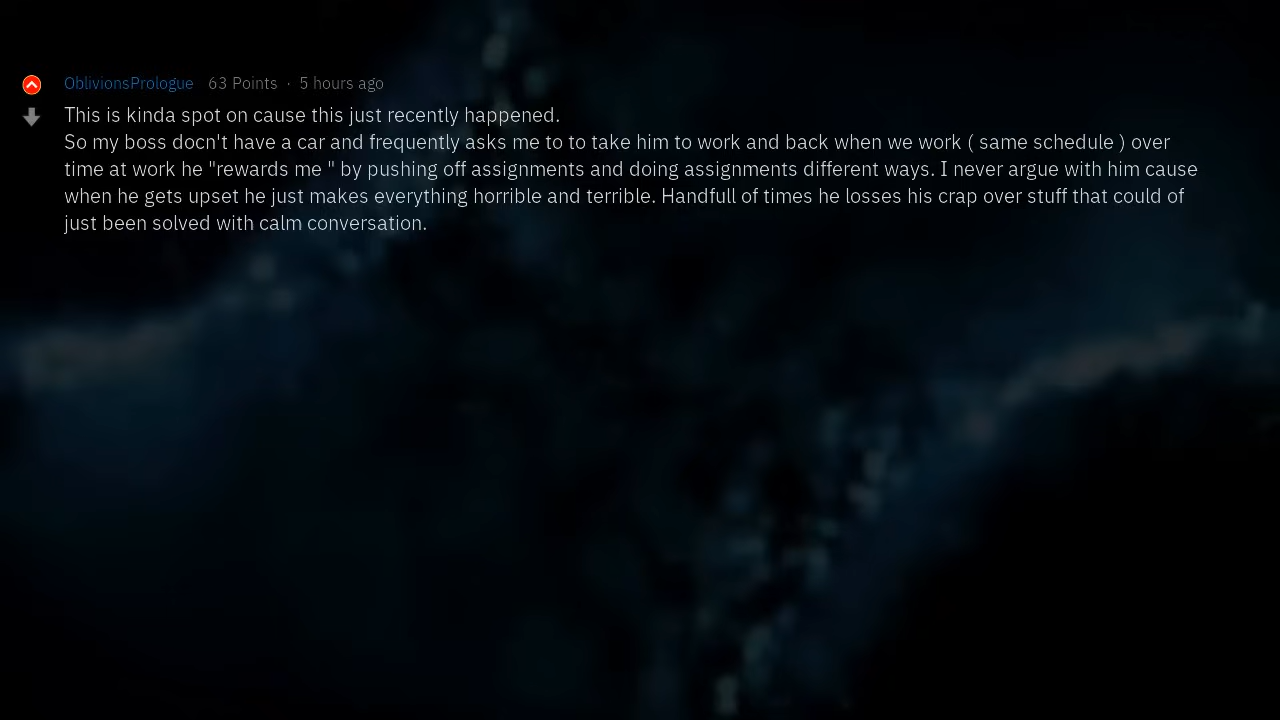 OblivionsPrologue 63 Points · 5 hours ago
This is kinda spot on cause this just recently happened.
So my boss docn't have a car and frequently asks me to to take him to work and back when we work ( same schedule ) over
time at work he "rewards me " by pushing off assignments and doing assignments different ways. I never argue with him cause
when he gets upset he just makes everything horrible and terrible. Handfull of times he losses his crap over stuff that could of
just been solved with calm conversation.